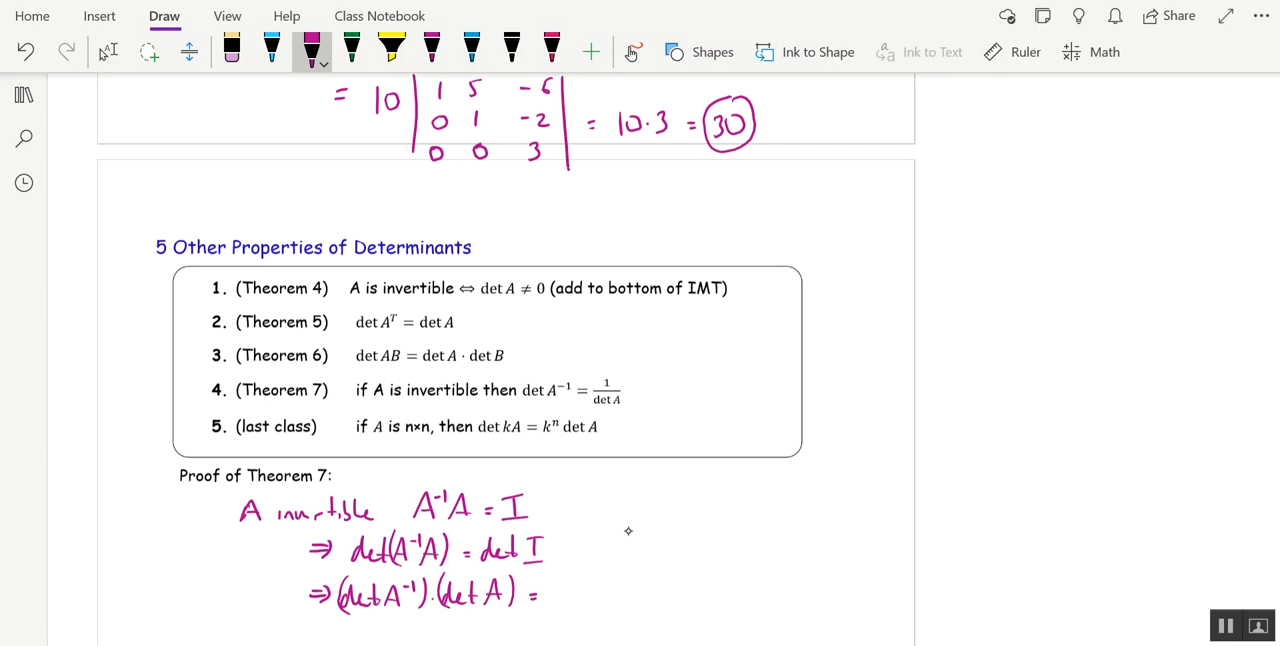 Home Insert Draw View Help Class Notebook Share
Shapes Ink to Shape Ink to Text Ruler Math
= 10 | 1 5 -6 |
| 0 1 -2 | = 10·3 = 30
| 0 0 3 |
5 Other Properties of Determinants
1. (Theorem 4) A is invertible ⇔ det A ≠ 0 (add to bottom of IMT)
2. (Theorem 5) det Aᵀ = det A
3. (Theorem 6) det AB = det A · det B
4. (Theorem 7) if A is invertible then det A⁻¹ = 1/det A
5. (last class) if A is n×n, then det kA = kⁿ det A
Proof of Theorem 7:
A invertible A⁻¹A = I
⇒ det(A⁻¹A) = det I
⇒ (det A⁻¹)·(det A) =